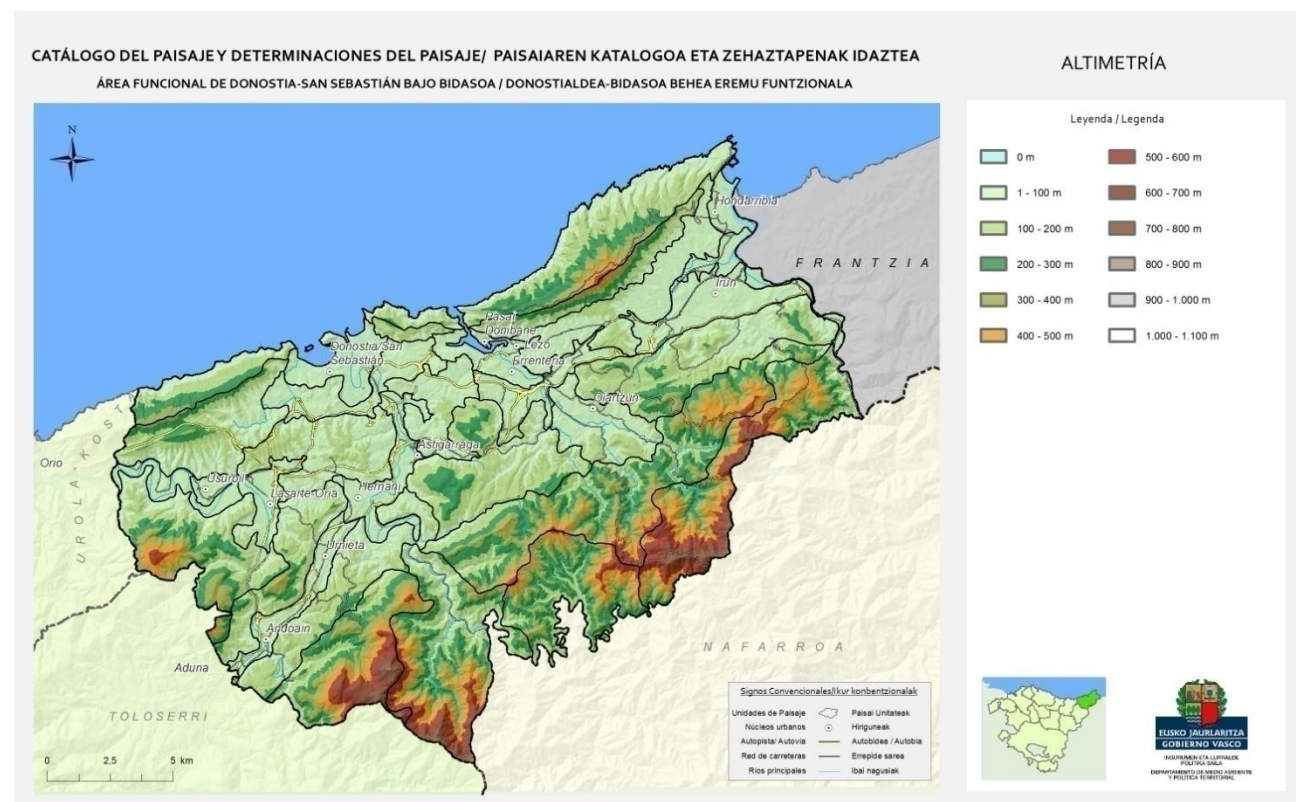 CATÁLOGO DEL PAISAJE Y DETERMINACIONES DEL PAISAJE/ PAISAIAREN KATALOGOA ETA ZEHAZTAPENAK IDAZTEA
ÁREA FUNCIONAL DE DONOSTIA-SAN SEBASTIÁN BAJO BIDASOA / DONOSTIALDEA-BIDASOA BEHEA EREMU FUNTZIONALA
ALTIMETRÍA
Leyenda / Legenda
0 m
1 - 100 m
100 - 200 m
200 - 300 m
300 - 400 m
400 - 500 m
500 - 600 m
600 - 700 m
700 - 800 m
800 - 900 m
900 - 1.000 m
1.000 - 1.100 m
N
Hondarribia
FRANTZIA
Irun
Pasai
Donibane
Lezo
Errenteria
Donostia/San
Sebastián
Oiartzun
Astigarraga
UROLA-KOSTA
Orio
Usurbil
Lasarte-Oria
Hernani
Urnieta
Andoain
Aduna
NAFARROA
TOLOSERRI
0 2.5 5 km
Signos Convencionales/Ikur konbentzionalak
Unidades de Paisaje Paisai Unitateak
Núcleos urbanos Hiriguneak
Autopista/ Autovía Autobidea / Autobia
Red de carreteras Errepide sarea
Ríos principales Ibai nagusiak
EUSKO JAURLARITZA
GOBIERNO VASCO
INGURUMEN ETA LURRALDE
POLITIKA SAILA
DEPARTAMENTO DE MEDIO AMBIENTE
Y POLÍTICA TERRITORIAL